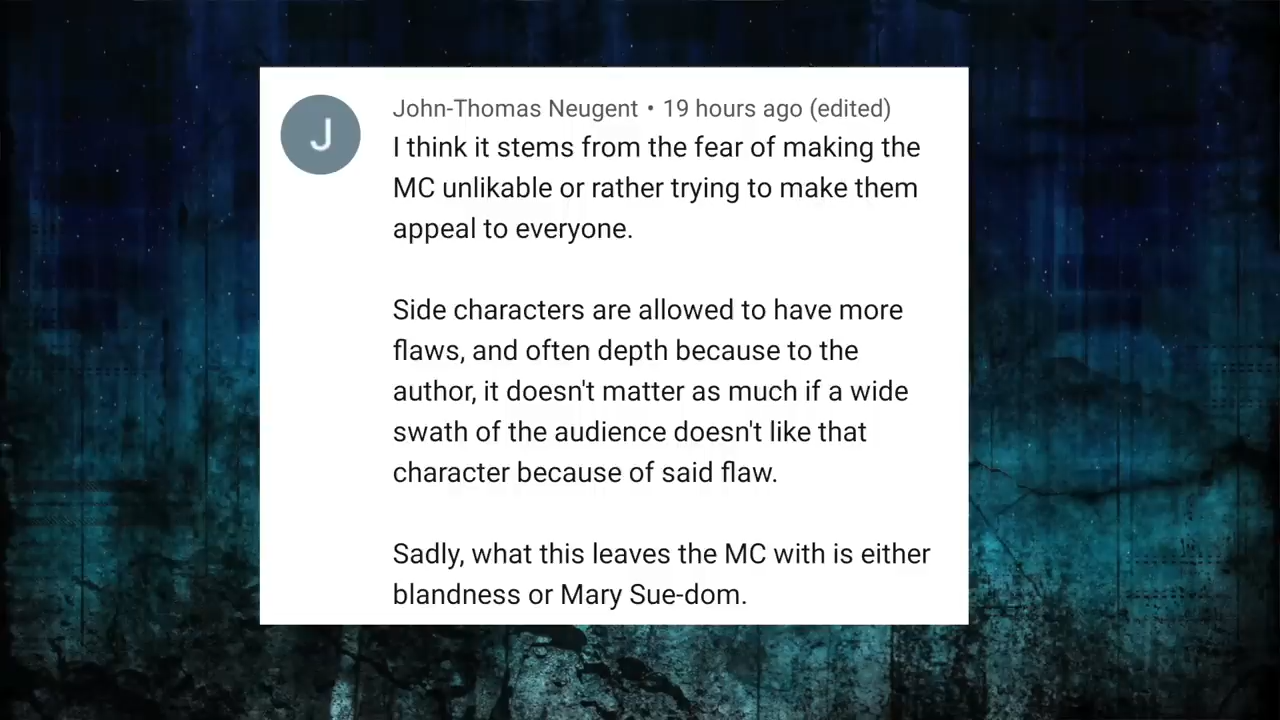 J
John-Thomas Neugent • 19 hours ago (edited)
I think it stems from the fear of making the
MC unlikable or rather trying to make them
appeal to everyone.
Side characters are allowed to have more
flaws, and often depth because to the
author, it doesn't matter as much if a wide
swath of the audience doesn't like that
character because of said flaw.
Sadly, what this leaves the MC with is either
blandness or Mary Sue-dom.